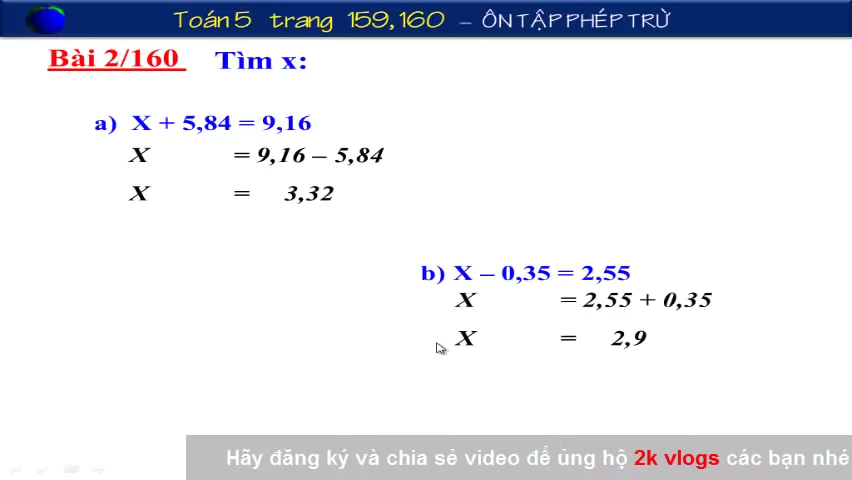 Toán 5 trang 159,160 – ÔN TẬP PHÉP TRỪ
Bài 2/160 Tìm x:
a) X + 5,84 = 9,16
X = 9,16 – 5,84
X = 3,32
b) X – 0,35 = 2,55
X = 2,55 + 0,35
X = 2,9
Hãy đăng ký và chia sẻ video để ủng hộ 2k vlogs các bạn nhé